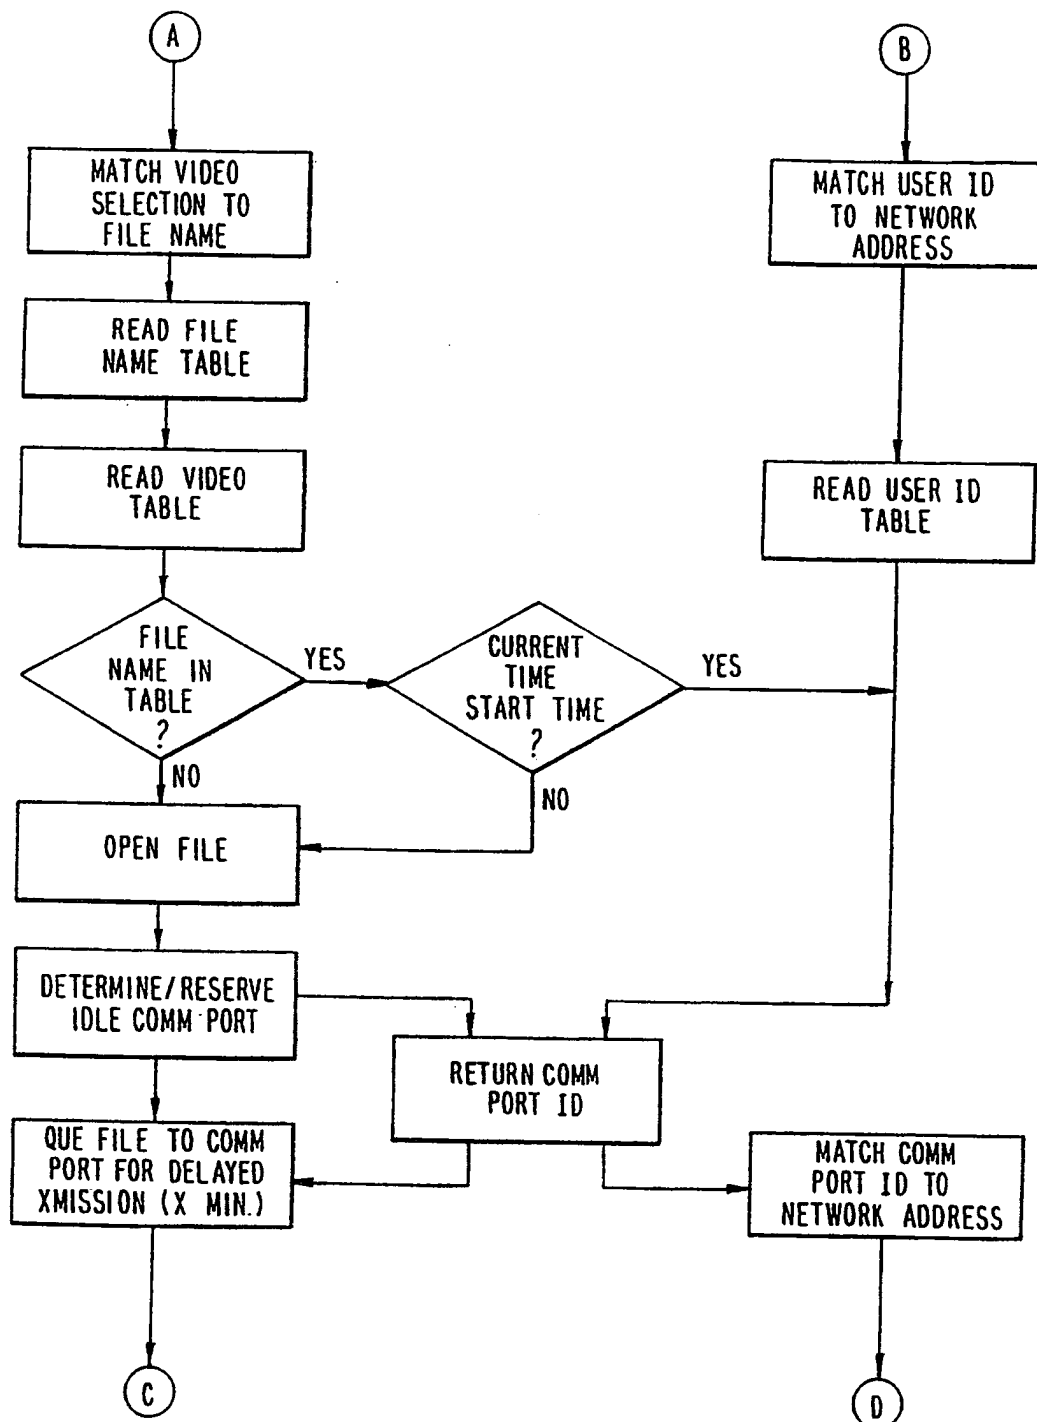 A
B
MATCH VIDEO
SELECTION TO
FILE NAME
MATCH USER ID
TO NETWORK
ADDRESS
READ FILE
NAME TABLE
READ VIDEO
TABLE
READ USER ID
TABLE
FILE
NAME IN
TABLE
?
YES
CURRENT
TIME
START TIME
?
YES
NO
NO
OPEN FILE
DETERMINE/RESERVE
IDLE COMM PORT
RETURN COMM
PORT ID
QUE FILE TO COMM
PORT FOR DELAYED
XMISSION (X MIN.)
MATCH COMM
PORT ID TO
NETWORK ADDRESS
C
D